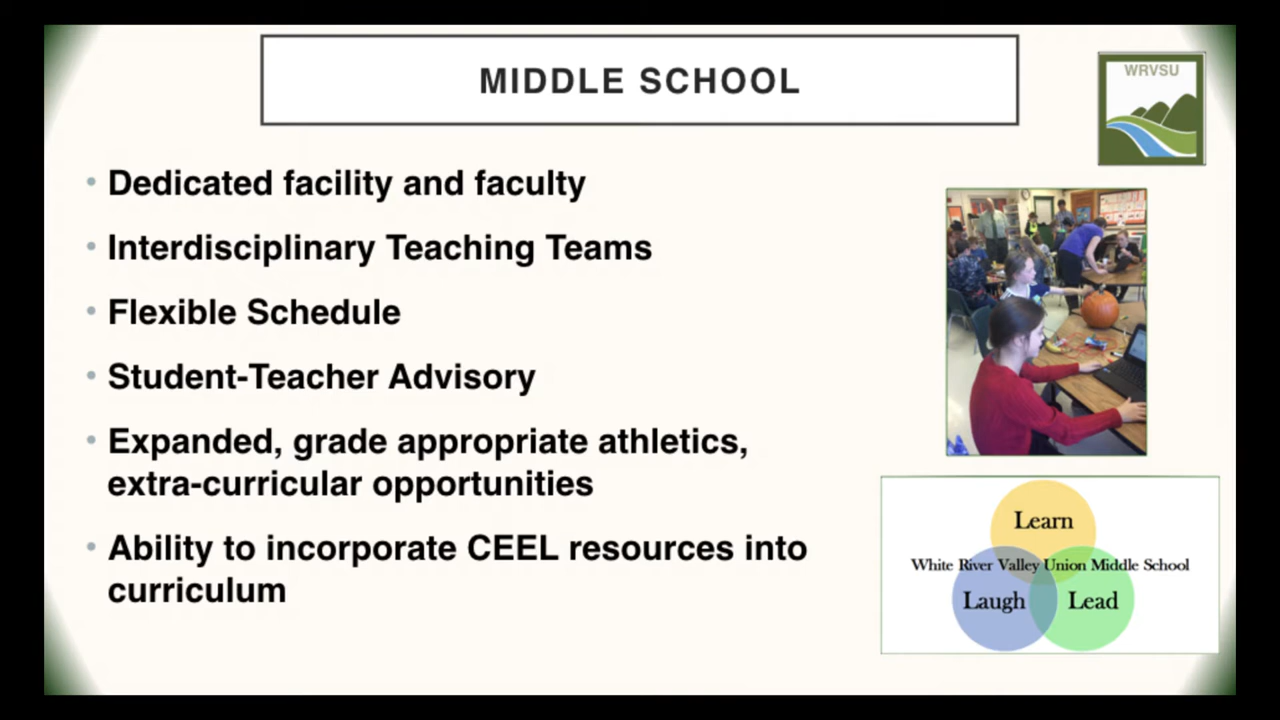 MIDDLE SCHOOL
WRVSU
Dedicated facility and faculty
Interdisciplinary Teaching Teams
Flexible Schedule
Student-Teacher Advisory
Expanded, grade appropriate athletics,
extra-curricular opportunities
Ability to incorporate CEEL resources into
curriculum
Learn
White River Valley Union Middle School
Laugh
Lead